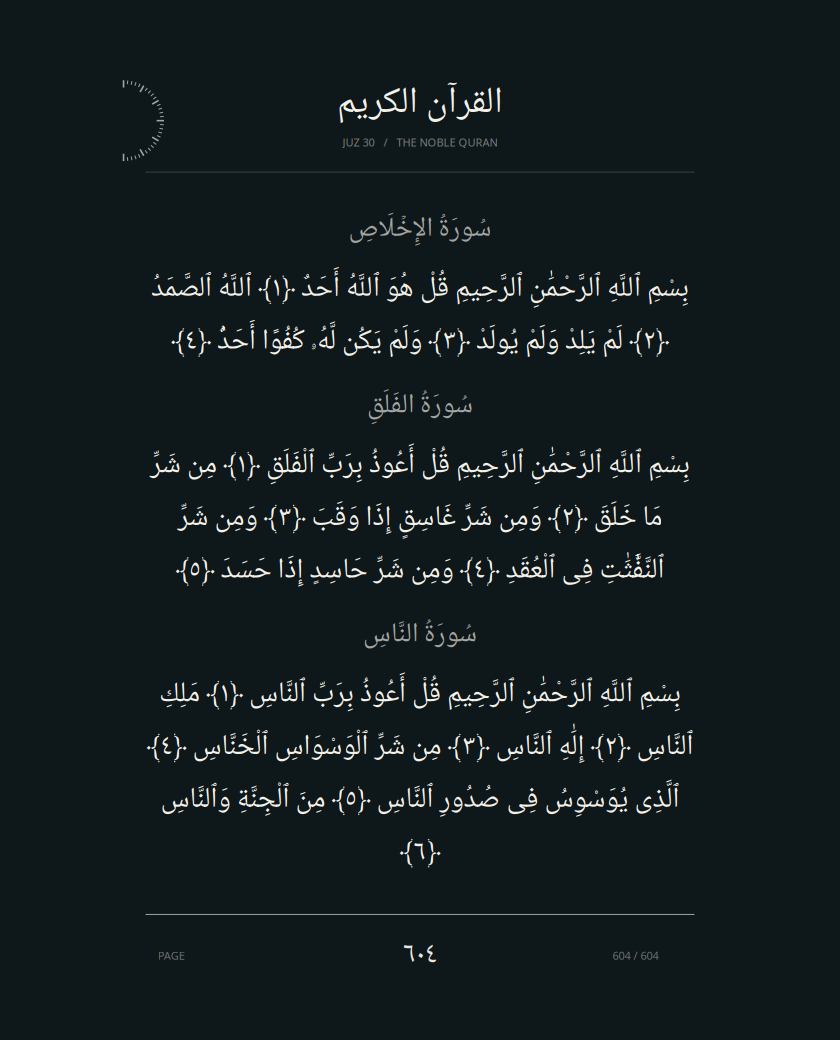 القرآن الكريم
JUZ 30 / THE NOBLE QURAN
سُورَةُ الإِخْلَاصِ
بِسْمِ ٱللَّهِ ٱلرَّحْمَٰنِ ٱلرَّحِيمِ قُلْ هُوَ ٱللَّهُ أَحَدٌ ﴿١﴾ ٱللَّهُ ٱلصَّمَدُ
﴿٢﴾ لَمْ يَلِدْ وَلَمْ يُولَدْ ﴿٣﴾ وَلَمْ يَكُن لَّهُۥ كُفُوًا أَحَدٌۢ ﴿٤﴾
سُورَةُ الفَلَقِ
بِسْمِ ٱللَّهِ ٱلرَّحْمَٰنِ ٱلرَّحِيمِ قُلْ أَعُوذُ بِرَبِّ ٱلْفَلَقِ ﴿١﴾ مِن شَرِّ
مَا خَلَقَ ﴿٢﴾ وَمِن شَرِّ غَاسِقٍ إِذَا وَقَبَ ﴿٣﴾ وَمِن شَرِّ
ٱلنَّفَّٰثَٰتِ فِى ٱلْعُقَدِ ﴿٤﴾ وَمِن شَرِّ حَاسِدٍ إِذَا حَسَدَ ﴿٥﴾
سُورَةُ النَّاسِ
بِسْمِ ٱللَّهِ ٱلرَّحْمَٰنِ ٱلرَّحِيمِ قُلْ أَعُوذُ بِرَبِّ ٱلنَّاسِ ﴿١﴾ مَلِكِ
ٱلنَّاسِ ﴿٢﴾ إِلَٰهِ ٱلنَّاسِ ﴿٣﴾ مِن شَرِّ ٱلْوَسْوَاسِ ٱلْخَنَّاسِ ﴿٤﴾
ٱلَّذِى يُوَسْوِسُ فِى صُدُورِ ٱلنَّاسِ ﴿٥﴾ مِنَ ٱلْجِنَّةِ وَٱلنَّاسِ
﴿٦﴾
PAGE ٦٠٤ 604 / 604